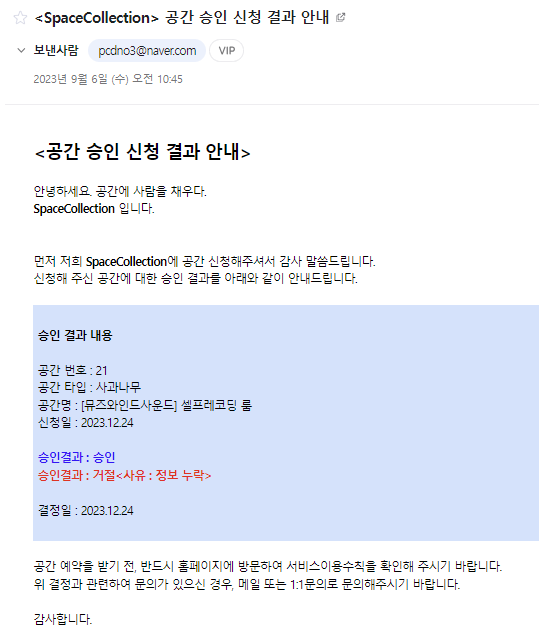 <SpaceCollection> 공간 승인 신청 결과 안내
보낸사람 pcdno3@naver.com VIP
2023년 9월 6일 (수) 오전 10:45
<공간 승인 신청 결과 안내>
안녕하세요. 공간에 사람을 채우다.
SpaceCollection 입니다.
먼저 저희 SpaceCollection에 공간 신청해주셔서 감사 말씀드립니다.
신청해 주신 공간에 대한 승인 결과를 아래와 같이 안내드립니다.
승인 결과 내용
공간 번호 : 21
공간 타입 : 사과나무
공간명 : [뮤즈와인드사운드] 셀프레코딩 룸
신청일 : 2023.12.24
승인결과 : 승인
승인결과 : 거절<사유 : 정보 누락>
결정일 : 2023.12.24
공간 예약을 받기 전, 반드시 홈페이지에 방문하여 서비스이용수칙을 확인해 주시기 바랍니다.
위 결정과 관련하여 문의가 있으신 경우, 메일 또는 1:1문의로 문의해주시기 바랍니다.
감사합니다.